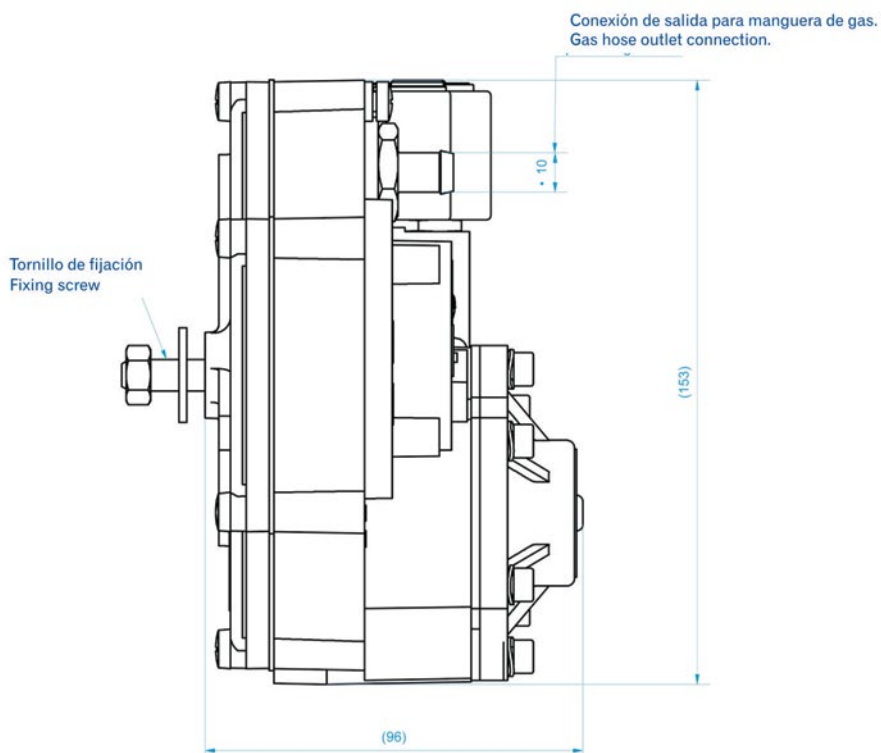 Conexión de salida para manguera de gas.
Gas hose outlet connection.
10
Tornillo de fijación
Fixing screw
(153)
(96)